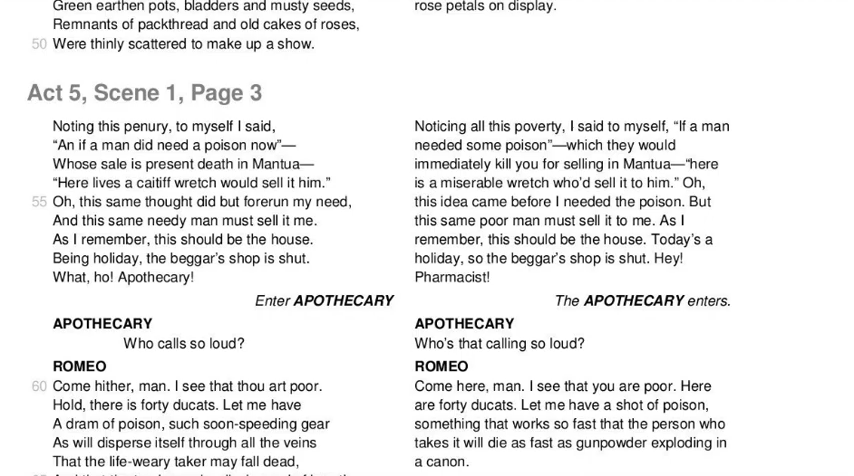 Green earthen pots, bladders and musty seeds,
Remnants of packthread and old cakes of roses,
50 Were thinly scattered to make up a show.
rose petals on display.
Act 5, Scene 1, Page 3
Noting this penury, to myself I said,
“An if a man did need a poison now”—
Whose sale is present death in Mantua—
“Here lives a caitiff wretch would sell it him.”
55 Oh, this same thought did but forerun my need,
And this same needy man must sell it me.
As I remember, this should be the house.
Being holiday, the beggar’s shop is shut.
What, ho! Apothecary!
Noticing all this poverty, I said to myself, “If a man
needed some poison”—which they would
immediately kill you for selling in Mantua—“here
is a miserable wretch who’d sell it to him.” Oh,
this idea came before I needed the poison. But
this same poor man must sell it to me. As I
remember, this should be the house. Today’s a
holiday, so the beggar’s shop is shut. Hey!
Pharmacist!
Enter APOTHECARY
The APOTHECARY enters.
APOTHECARY
Who calls so loud?
APOTHECARY
Who’s that calling so loud?
ROMEO
60 Come hither, man. I see that thou art poor.
Hold, there is forty ducats. Let me have
A dram of poison, such soon-speeding gear
As will disperse itself through all the veins
That the life-weary taker may fall dead,
ROMEO
Come here, man. I see that you are poor. Here
are forty ducats. Let me have a shot of poison,
something that works so fast that the person who
takes it will die as fast as gunpowder exploding in
a canon.